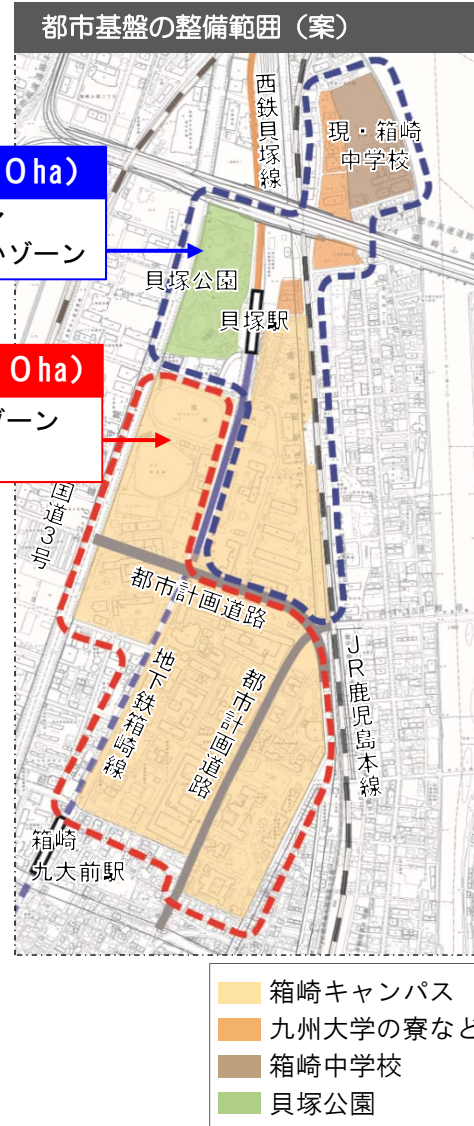 都市基盤の整備範囲（案）
西鉄貝塚線
現・箱崎
中学校
0ha）
ゾーン
貝塚公園
貝塚駅
0ha）
ゾーン
国道3号
都市計画道路
地下鉄箱崎線
都市計画道路
JR鹿児島本線
箱崎
九大前駅
箱崎キャンパス
九州大学の寮など
箱崎中学校
貝塚公園